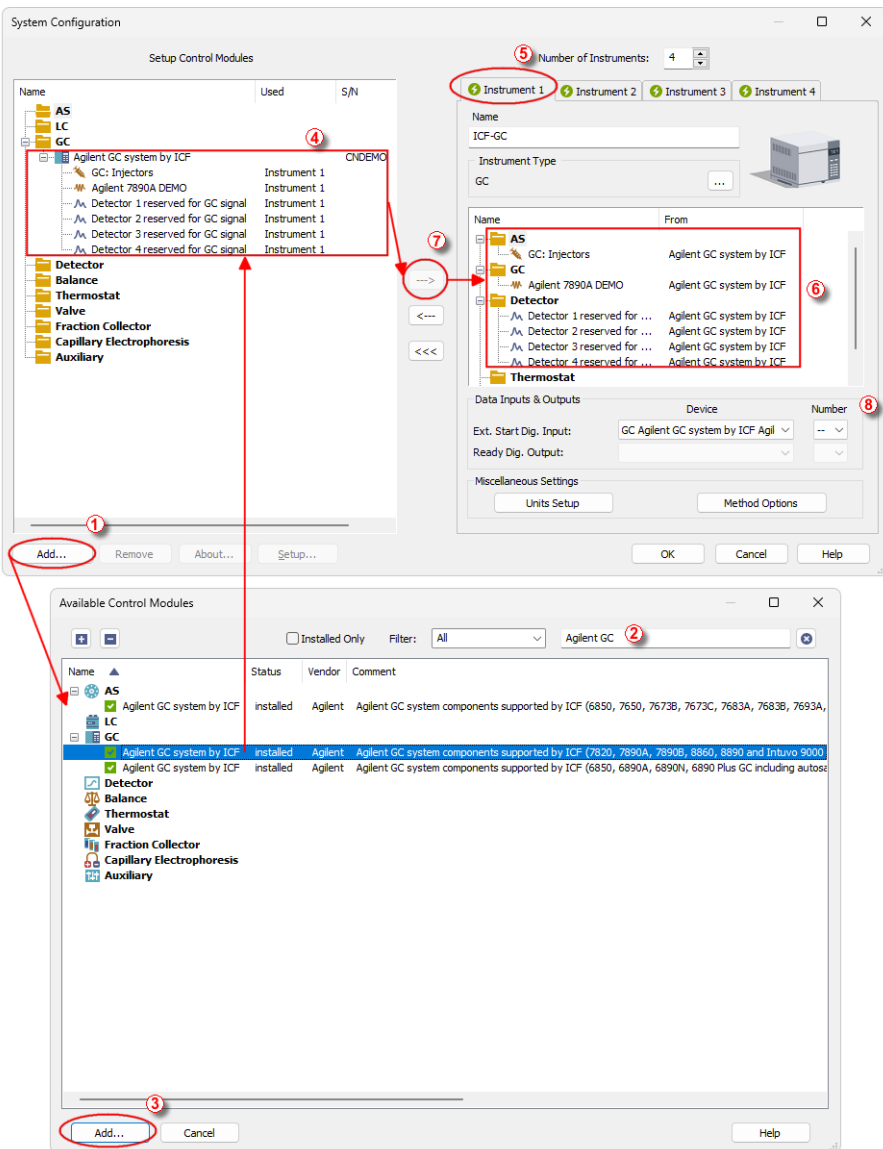 System Configuration
Setup Control Modules
⑤ Number of Instruments: 4
Name Used S/N
AS
LC
GC
④
Agilent GC system by ICF CNDEMO
GC: Injectors Instrument 1
Agilent 7890A DEMO Instrument 1
Detector 1 reserved for GC signal Instrument 1
Detector 2 reserved for GC signal Instrument 1
Detector 3 reserved for GC signal Instrument 1
Detector 4 reserved for GC signal Instrument 1
Detector
Balance
Thermostat
Valve
Fraction Collector
Capillary Electrophoresis
Auxiliary
⑦
--->
<---
<<<
Instrument 1 Instrument 2 Instrument 3 Instrument 4
Name
ICF-GC
Instrument Type
GC ...
Name From
AS
GC: Injectors Agilent GC system by ICF
GC
Agilent 7890A DEMO Agilent GC system by ICF
⑥
Detector
Detector 1 reserved for ... Agilent GC system by ICF
Detector 2 reserved for ... Agilent GC system by ICF
Detector 3 reserved for ... Agilent GC system by ICF
Detector 4 reserved for ... Agilent GC system by ICF
Thermostat
Data Inputs & Outputs
Device Number ⑧
Ext. Start Dig. Input: GC Agilent GC system by ICF Agil --
Ready Dig. Output:
Miscellaneous Settings
Units Setup Method Options
①
Add... Remove About... Setup... OK Cancel Help
Available Control Modules
Installed Only Filter: All Agilent GC ②
Name Status Vendor Comment
AS
Agilent GC system by ICF installed Agilent Agilent GC system components supported by ICF (6850, 7650, 7673B, 7673C, 7683A, 7683B, 7693A,
LC
GC
Agilent GC system by ICF installed Agilent Agilent GC system components supported by ICF (7820, 7890A, 7890B, 8860, 8890 and Intuvo 9000
Agilent GC system by ICF installed Agilent Agilent GC system components supported by ICF (6850, 6890A, 6890N, 6890 Plus GC including autosa
Detector
Balance
Thermostat
Valve
Fraction Collector
Capillary Electrophoresis
Auxiliary
③
Add... Cancel Help